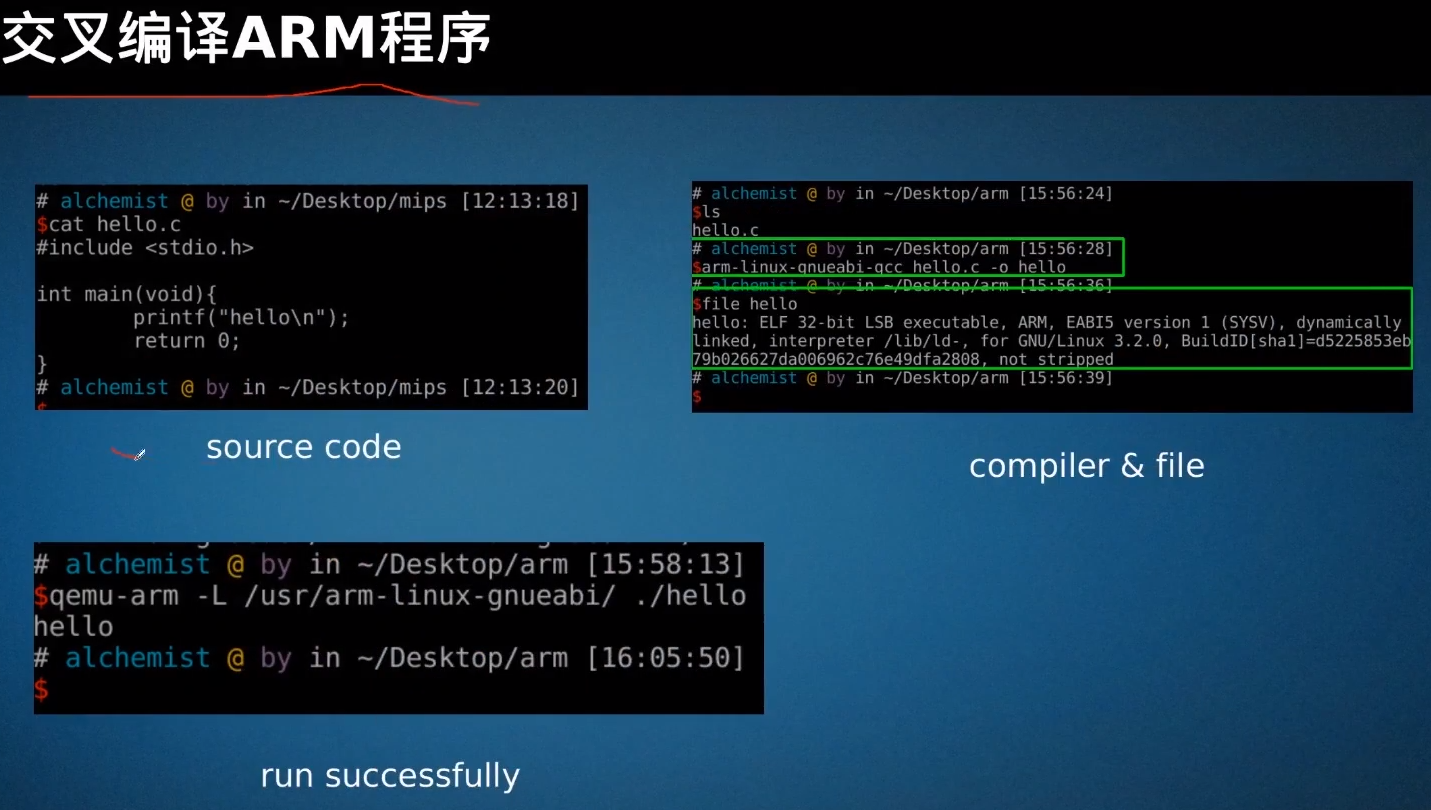 交叉编译ARM程序
# alchemist @ by in ~/Desktop/mips [12:13:18]
$cat hello.c
#include <stdio.h>
int main(void){
printf("hello\n");
return 0;
}
# alchemist @ by in ~/Desktop/mips [12:13:20]
source code
# alchemist @ by in ~/Desktop/arm [15:56:24]
$ls
hello.c
# alchemist @ by in ~/Desktop/arm [15:56:28]
$arm-linux-gnueabi-gcc hello.c -o hello
# alchemist @ by in ~/Desktop/arm [15:56:36]
$file hello
hello: ELF 32-bit LSB executable, ARM, EABI5 version 1 (SYSV), dynamically
linked, interpreter /lib/ld-, for GNU/Linux 3.2.0, BuildID[sha1]=d5225853eb
79b026627da006962c76e49dfa2808, not stripped
# alchemist @ by in ~/Desktop/arm [15:56:39]
$
compiler & file
# alchemist @ by in ~/Desktop/arm [15:58:13]
$qemu-arm -L /usr/arm-linux-gnueabi/ ./hello
hello
# alchemist @ by in ~/Desktop/arm [16:05:50]
$
run successfully